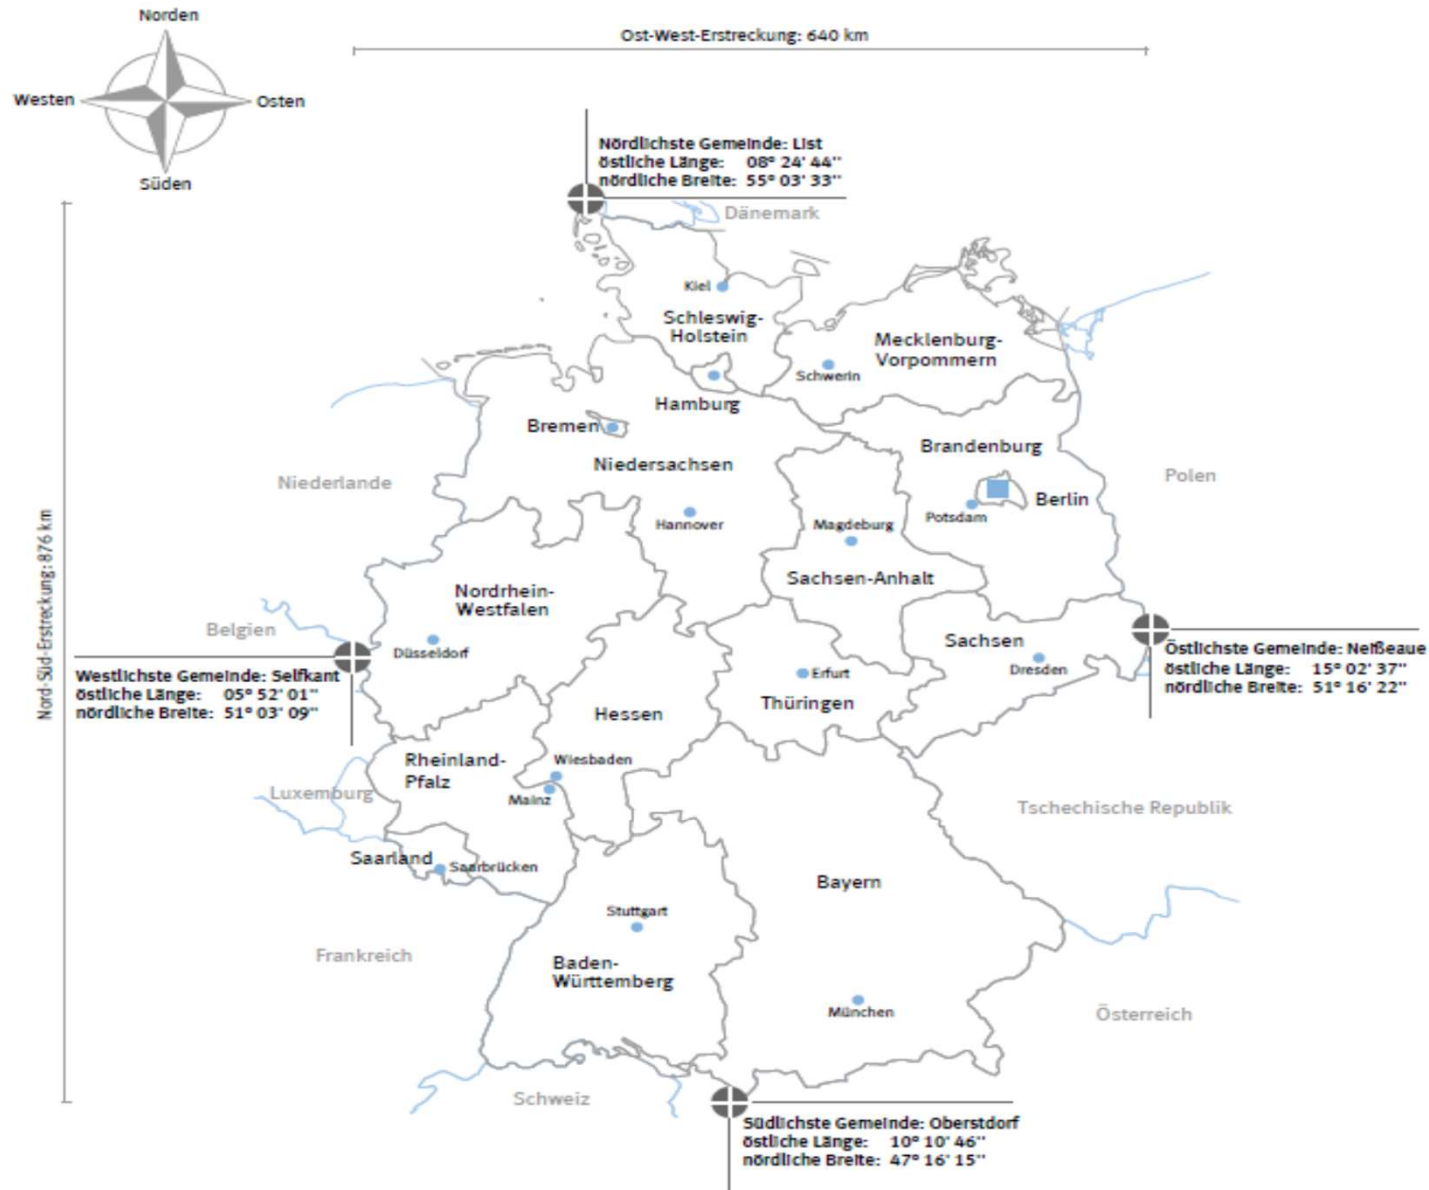 Norden
Ost-West-Erstreckung: 640 km
Westen
Osten
Süden
Nördlichste Gemeinde: List
östliche Länge: 08° 24' 44"
nördliche Breite: 55° 03' 33"
Dänemark
Kiel
Schleswig-
Holstein
Mecklenburg-
Vorpommern
Schwerin
Hamburg
Bremen
Brandenburg
Niedersachsen
Niederlande
Polen
Berlin
Potsdam
Hannover
Magdeburg
Nord-Süd-Erstreckung: 876 km
Sachsen-Anhalt
Nordrhein-
Westfalen
Belgien
Düsseldorf
Sachsen
Dresden
Östlichste Gemeinde: Neißeaue
östliche Länge: 15° 02' 37"
nördliche Breite: 51° 16' 22"
Westlichste Gemeinde: Selfkant
östliche Länge: 05° 52' 01"
nördliche Breite: 51° 03' 09"
Erfurt
Thüringen
Hessen
Rheinland-
Pfalz
Wiesbaden
Mainz
Luxemburg
Tschechische Republik
Saarland
Saarbrücken
Bayern
Stuttgart
Frankreich
Baden-
Württemberg
München
Österreich
Schweiz
Südlichste Gemeinde: Oberstdorf
östliche Länge: 10° 10' 46"
nördliche Breite: 47° 16' 15"